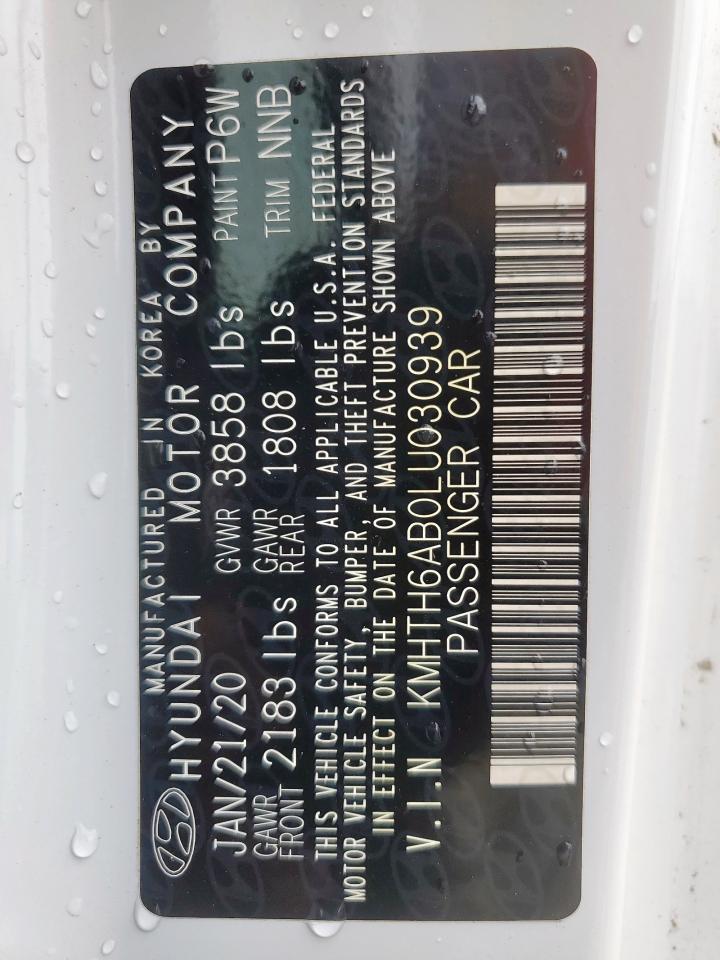 MANUFACTURED IN KOREA BY
HYUNDAI MOTOR COMPANY
JAN/21/20 GVWR 3858 lbs PAINT P6W
GAWR FRONT 2183 lbs GAWR REAR 1808 lbs TRIM NNB
THIS VEHICLE CONFORMS TO ALL APPLICABLE U.S.A. FEDERAL
MOTOR VEHICLE SAFETY, BUMPER, AND THEFT PREVENTION STANDARDS
IN EFFECT ON THE DATE OF MANUFACTURE SHOWN ABOVE
V.I.N KMHTH6AB0LU030939
PASSENGER CAR